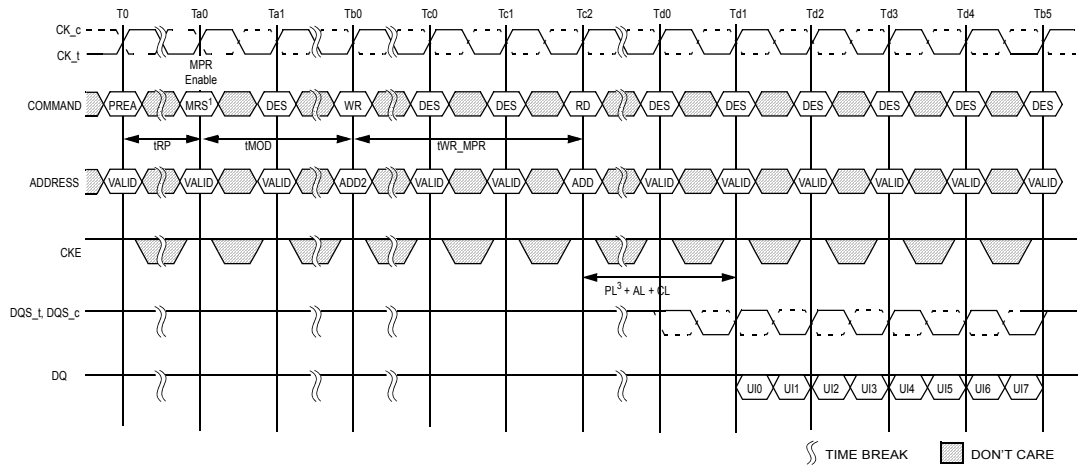 T0 Ta0 Ta1 Tb0 Tc0 Tc1 Tc2 Td0 Td1 Td2 Td3 Td4 Tb5
CK_c
CK_t
MPR
Enable
COMMAND PREA MRS1 DES WR DES DES RD DES DES DES DES DES DES
tRP tMOD tWR_MPR
ADDRESS VALID VALID VALID ADD2 VALID VALID ADD VALID VALID VALID VALID VALID VALID
CKE
PL3 + AL + CL
DQS_t, DQS_c
DQ UI0 UI1 UI2 UI3 UI4 UI5 UI6 UI7
TIME BREAK DON'T CARE